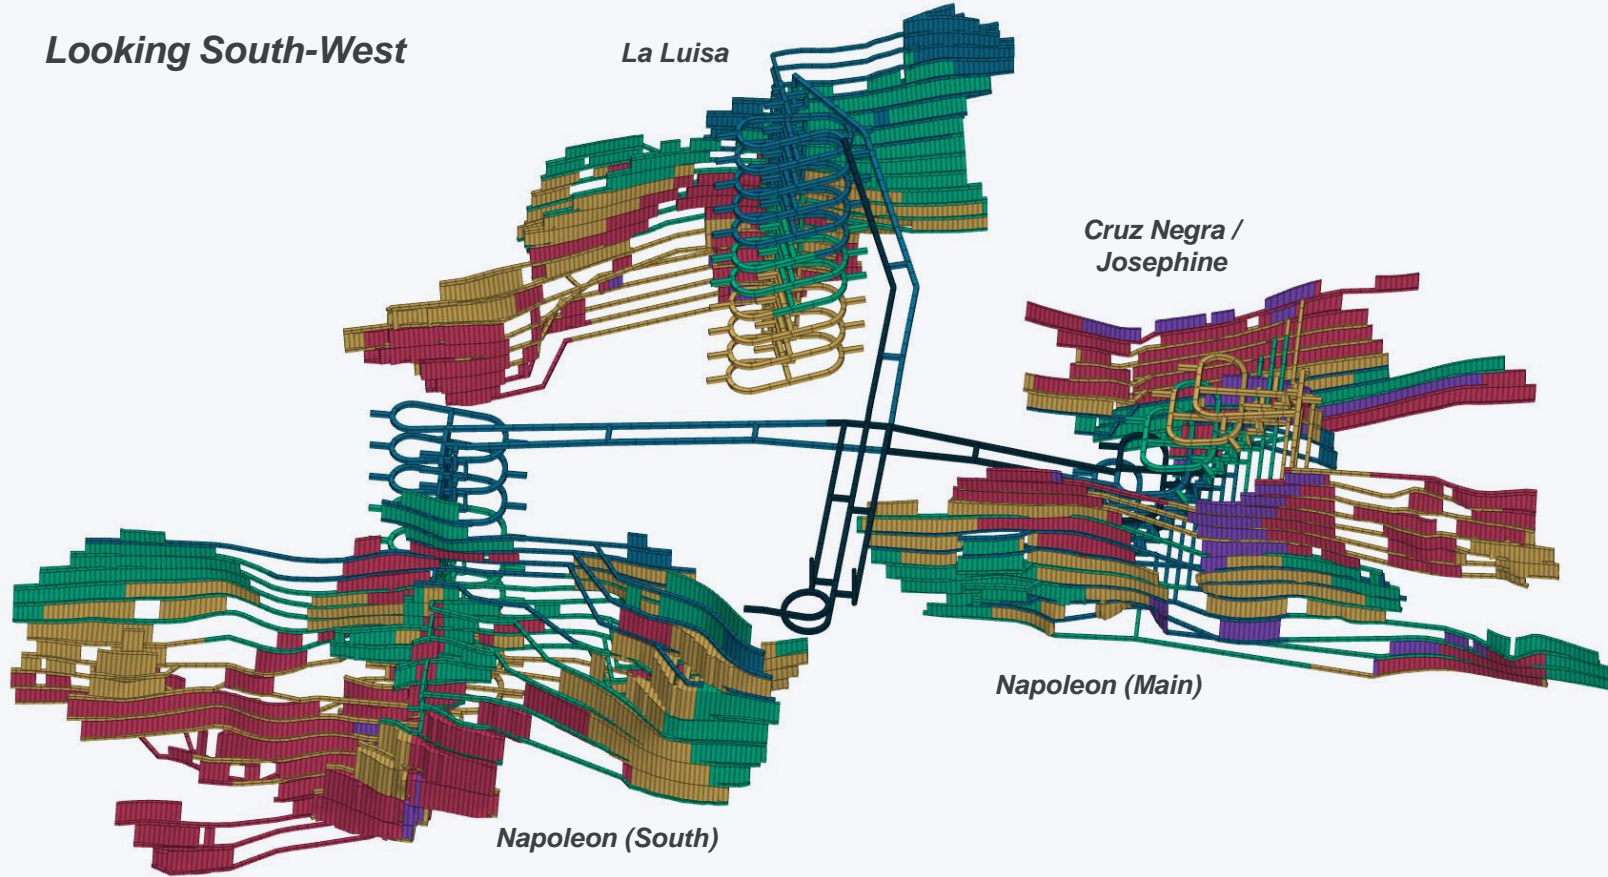 Looking South-West
La Luisa
Cruz Negra /
Josephine
Napoleon (Main)
Napoleon (South)